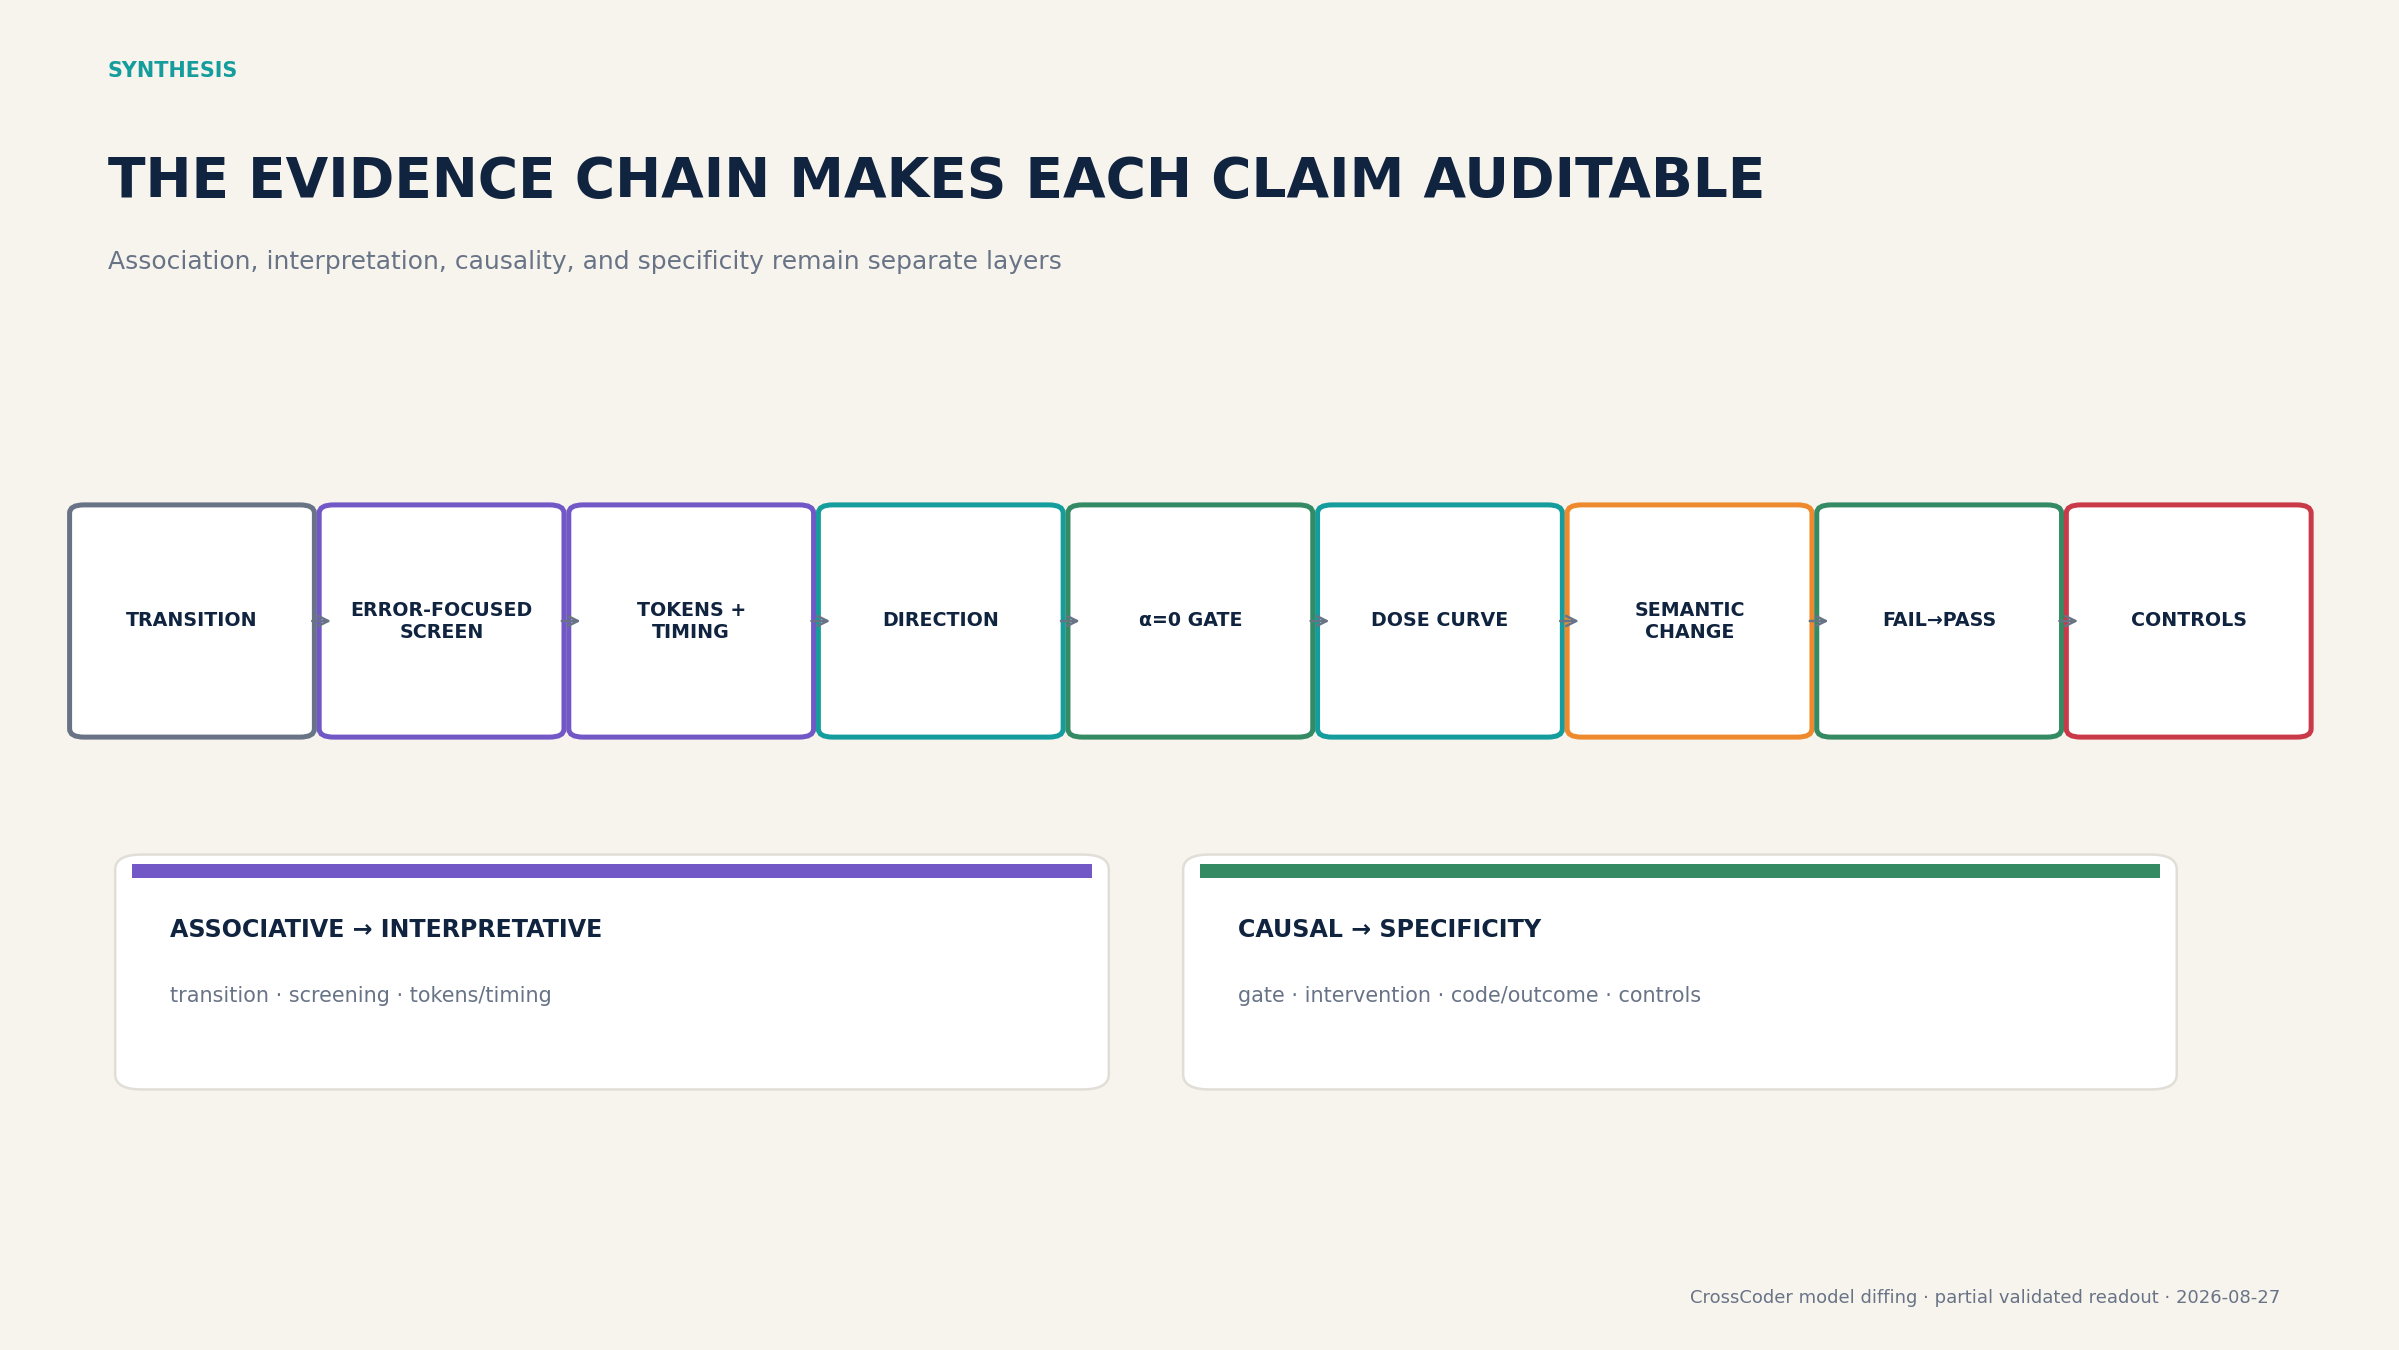 SYNTHESIS
THE EVIDENCE CHAIN MAKES EACH CLAIM AUDITABLE
Association, interpretation, causality, and specificity remain separate layers
TRANSITION
ERROR-FOCUSED
SCREEN
TOKENS +
TIMING
DIRECTION
α=0 GATE
DOSE CURVE
SEMANTIC
CHANGE
FAIL→PASS
CONTROLS
ASSOCIATIVE → INTERPRETATIVE
transition · screening · tokens/timing
CAUSAL → SPECIFICITY
gate · intervention · code/outcome · controls
CrossCoder model diffing · partial validated readout · 2026-08-27